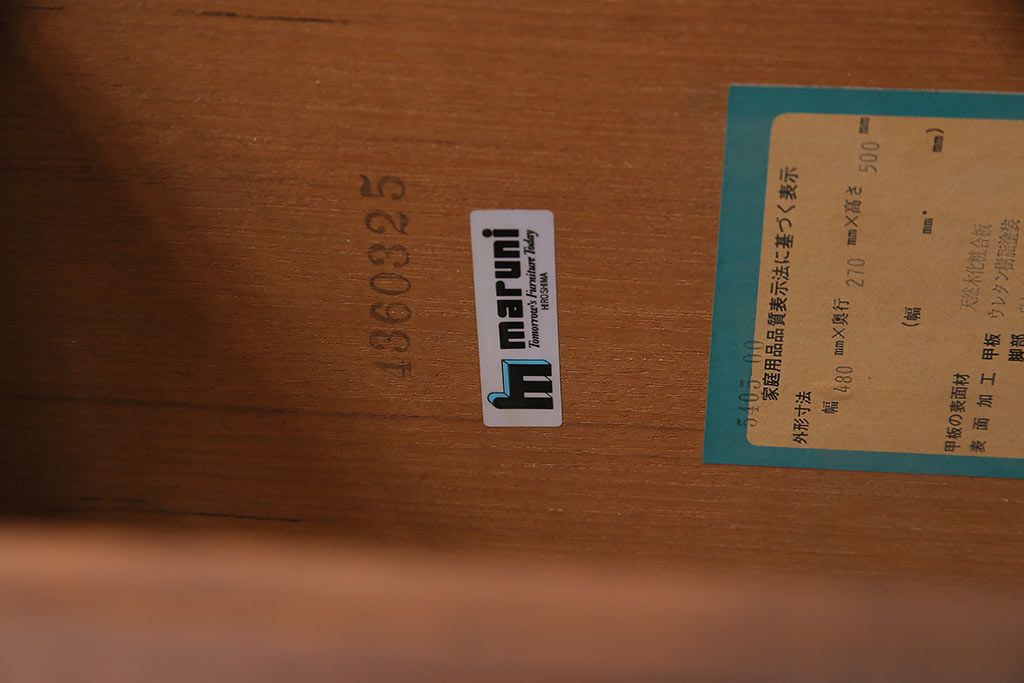 4860325
maruni
Tomorrow's Furniture Today
HIROSHIMA
5405-00
家庭用品品質表示法に基づく表示
外形寸法
幅 480 mm×奥行 270 mm×高さ 500 mm
(幅 mm・ mm)
甲板の表面材 天然木化粧合板
表面加工 甲板 ウレタン樹脂塗装
脚部